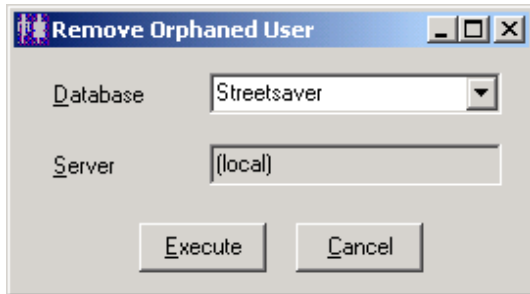 Remove Orphaned User
Database Streetsaver
Server (local)
Execute Cancel